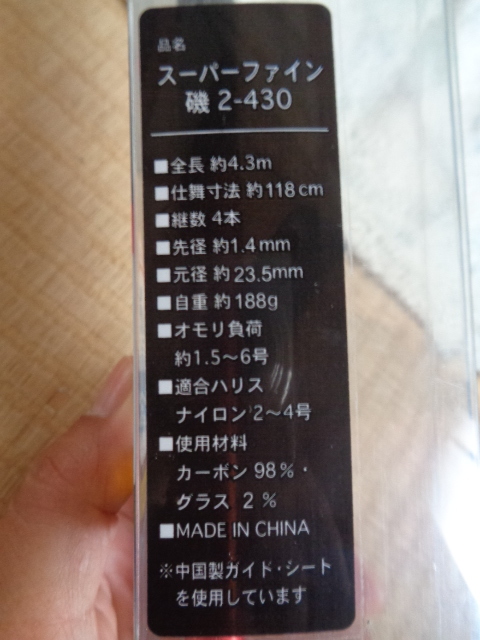 品名
スーパーファイン
磯 2-430
■全長 約4.3m
■仕舞寸法 約118cm
■継数 4本
■先径 約1.4mm
■元径 約23.5mm
■自重 約188g
■オモリ負荷
約1.5～6号
■適合ハリス
ナイロン 2～4号
■使用材料
カーボン 98%・
グラス 2%
■MADE IN CHINA
※中国製ガイド・シート
を使用しています